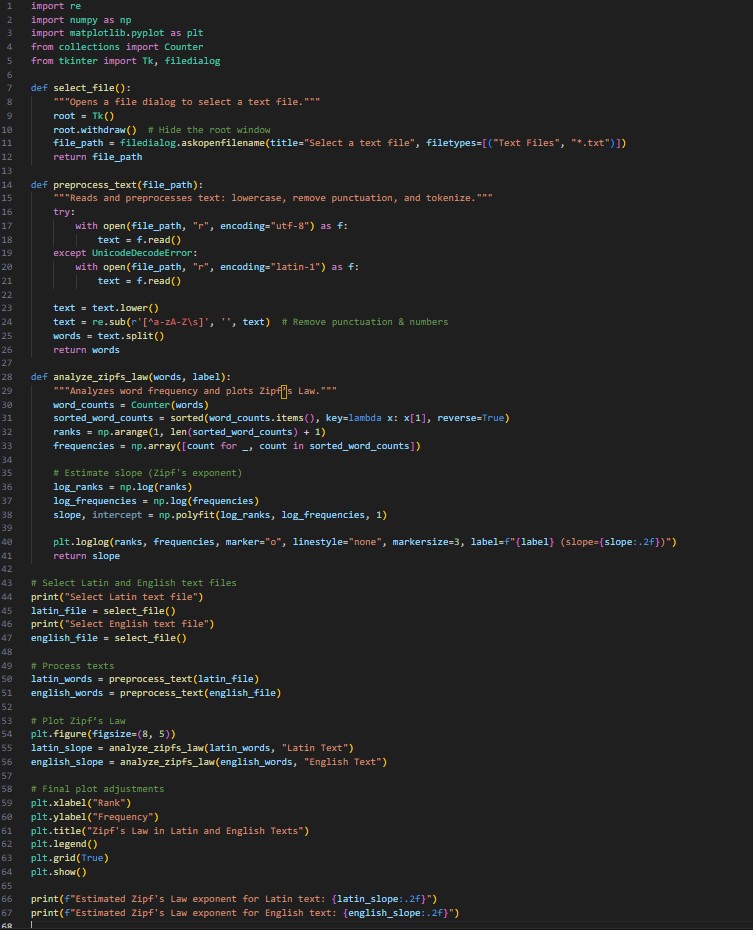 1 import re
2 import numpy as np
3 import matplotlib.pyplot as plt
4 from collections import Counter
5 from tkinter import Tk, filedialog
6
7 def select_file():
8     """Opens a file dialog to select a text file."""
9     root = Tk()
10     root.withdraw()  # Hide the root window
11     file_path = filedialog.askopenfilename(title="Select a text file", filetypes=[("Text Files", "*.txt")])
12     return file_path
13
14 def preprocess_text(file_path):
15     """Reads and preprocesses text: lowercase, remove punctuation, and tokenize."""
16     try:
17         with open(file_path, "r", encoding="utf-8") as f:
18             text = f.read()
19     except UnicodeDecodeError:
20         with open(file_path, "r", encoding="latin-1") as f:
21             text = f.read()
22
23     text = text.lower()
24     text = re.sub(r'[^a-zA-Z\s]', '', text)  # Remove punctuation & numbers
25     words = text.split()
26     return words
27
28 def analyze_zipfs_law(words, label):
29     """Analyzes word frequency and plots Zipf’s Law."""
30     word_counts = Counter(words)
31     sorted_word_counts = sorted(word_counts.items(), key=lambda x: x[1], reverse=True)
32     ranks = np.arange(1, len(sorted_word_counts) + 1)
33     frequencies = np.array([count for _, count in sorted_word_counts])
34
35     # Estimate slope (Zipf's exponent)
36     log_ranks = np.log(ranks)
37     log_frequencies = np.log(frequencies)
38     slope, intercept = np.polyfit(log_ranks, log_frequencies, 1)
39
40     plt.loglog(ranks, frequencies, marker="o", linestyle="none", markersize=3, label=f"{label} (slope={slope:.2f})")
41     return slope
42
43 # Select Latin and English text files
44 print("Select Latin text file")
45 latin_file = select_file()
46 print("Select English text file")
47 english_file = select_file()
48
49 # Process texts
50 latin_words = preprocess_text(latin_file)
51 english_words = preprocess_text(english_file)
52
53 # Plot Zipf's Law
54 plt.figure(figsize=(8, 5))
55 latin_slope = analyze_zipfs_law(latin_words, "Latin Text")
56 english_slope = analyze_zipfs_law(english_words, "English Text")
57
58 # Final plot adjustments
59 plt.xlabel("Rank")
60 plt.ylabel("Frequency")
61 plt.title("Zipf's Law in Latin and English Texts")
62 plt.legend()
63 plt.grid(True)
64 plt.show()
65
66 print(f"Estimated Zipf's Law exponent for Latin text: {latin_slope:.2f}")
67 print(f"Estimated Zipf's Law exponent for English text: {english_slope:.2f}")
68